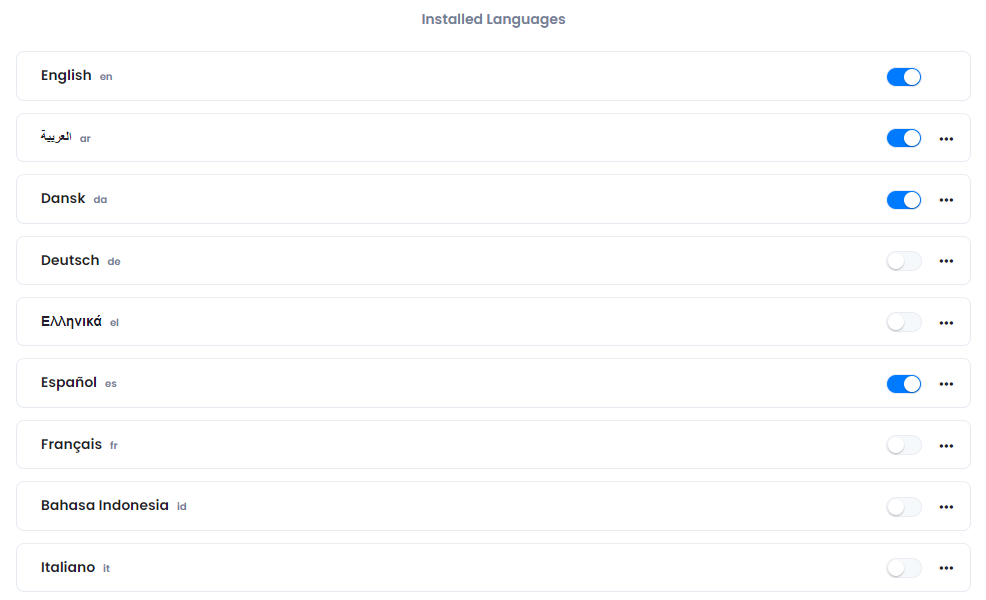 Installed Languages
English en
العربية ar
Dansk da
Deutsch de
Ελληνικά el
Español es
Français fr
Bahasa Indonesia id
Italiano it